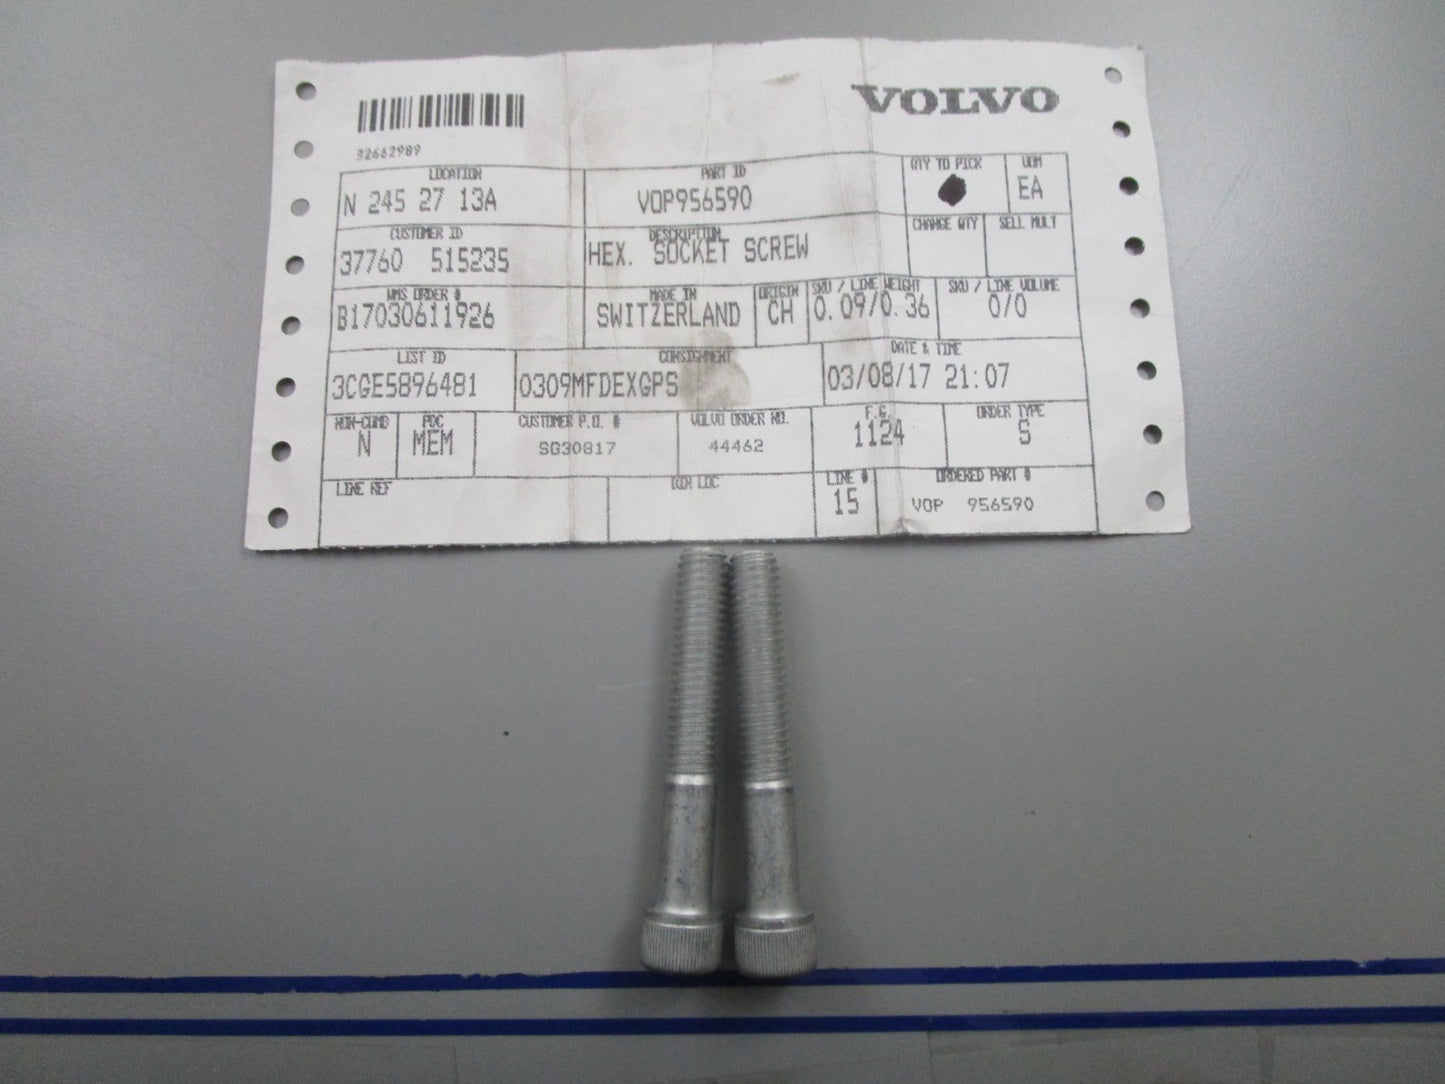 VOLVO
32662989
LOCATION PART ID QTY TO PICK UOM
N 245 27 13A VOP956590 EA
CUSTOMER ID DESCRIPTION CHANGE QTY SELL MULT
37760 515235 HEX. SOCKET SCREW
WMS ORDER # MADE IN ORIGIN SKU / LINE WEIGHT SKU / LINE VOLUME
B17030611926 SWITZERLAND CH 0.09/0.36 0/0
LIST ID CONSIGNMENT DATE & TIME
3CGE5896481 0309MFDEXGPS 03/08/17 21:07
NON-COMD PDC CUSTOMER P.O. # VOLVO ORDER NO. F.G. ORDER TYPE
N MEM SG30817 44462 1124 S
LINE REF LOC LINE # ORDERED PART #
15 VOP 956590